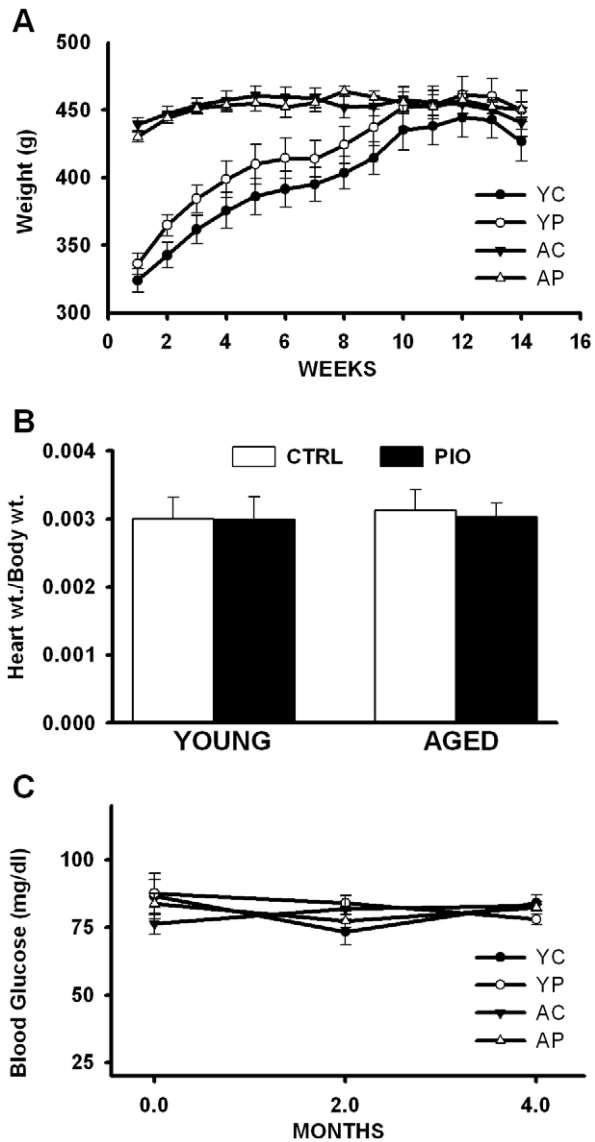 A
500
450
400
350
300
Weight (g)
YC
YP
AC
AP
0 2 4 6 8 10 12 14 16
WEEKS
B
0.004
0.003
0.002
0.001
0.000
Heart wt./Body wt.
CTRL PIO
YOUNG AGED
C
100
75
50
25
Blood Glucose (mg/dl)
YC
YP
AC
AP
0.0 2.0 4.0
MONTHS